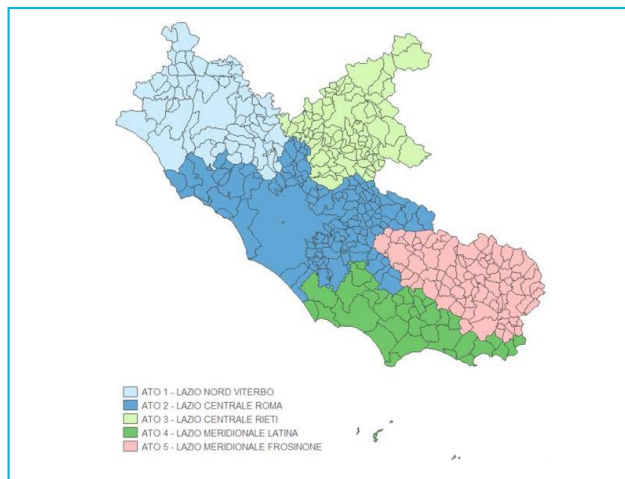 ATO 1 - LAZIO NORD VITERBO
ATO 2 - LAZIO CENTRALE ROMA
ATO 3 - LAZIO CENTRALE RIETI
ATO 4 - LAZIO MERIDIONALE LATINA
ATO 5 - LAZIO MERIDIONALE FROSINONE